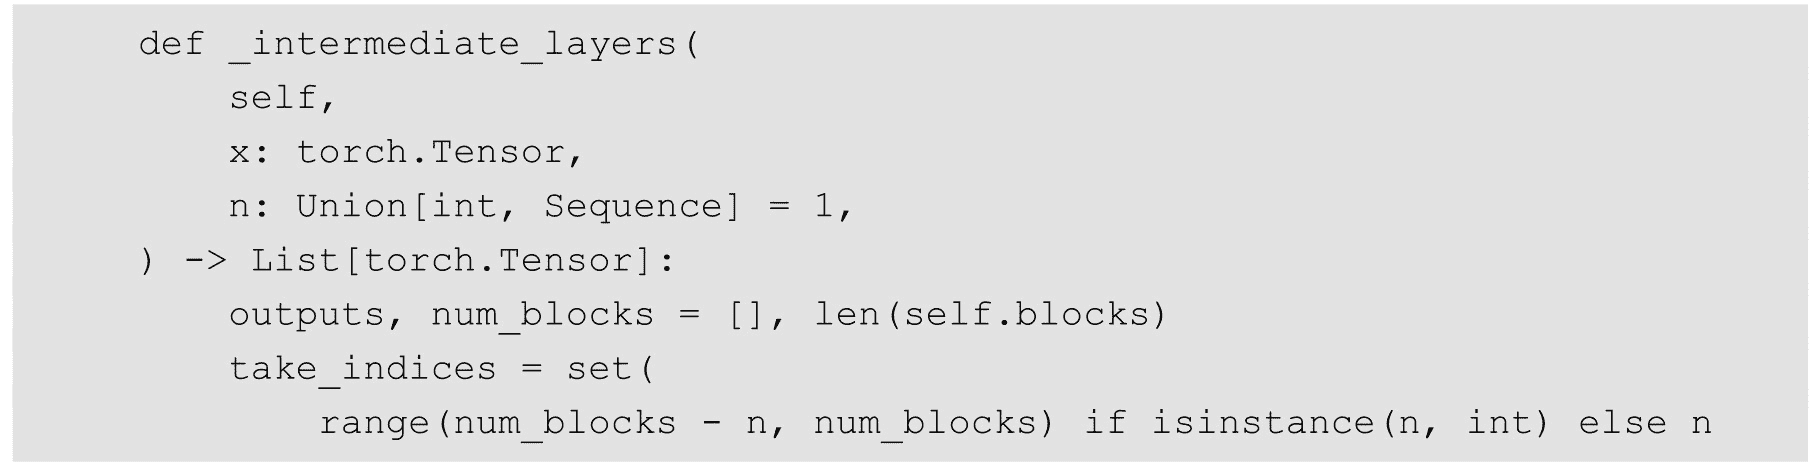 def _intermediate_layers(
    self,
    x: torch.Tensor,
    n: Union[int, Sequence] = 1,
) -> List[torch.Tensor]:
    outputs, num_blocks = [], len(self.blocks)
    take_indices = set(
        range(num_blocks - n, num_blocks) if isinstance(n, int) else n